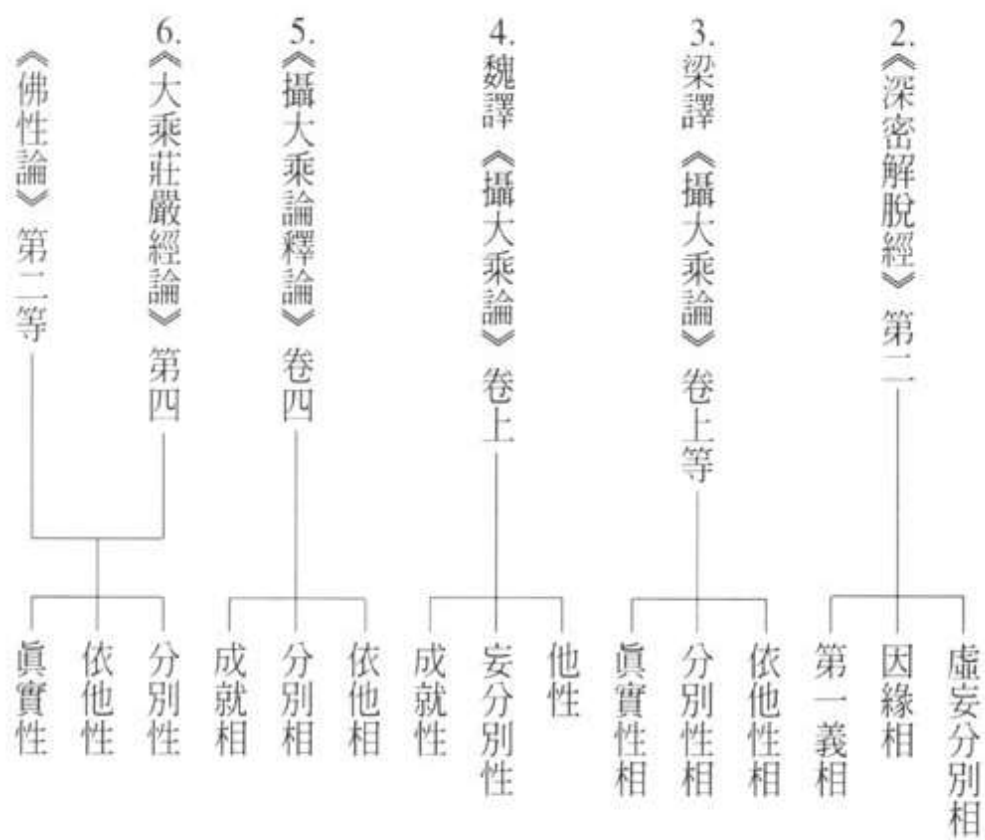 2.《深密解脫經》第二
虛妄分別相
因緣相
第一義相
3.梁譯《攝大乘論》卷上等
依他性相
分別性相
眞實性相
4.魏譯《攝大乘論》卷上
他性
妄分別性
成就性
5.《攝大乘論釋論》卷四
依他相
分別相
成就相
6.《大乘莊嚴經論》第四
《佛性論》第二等
分別性
依他性
眞實性